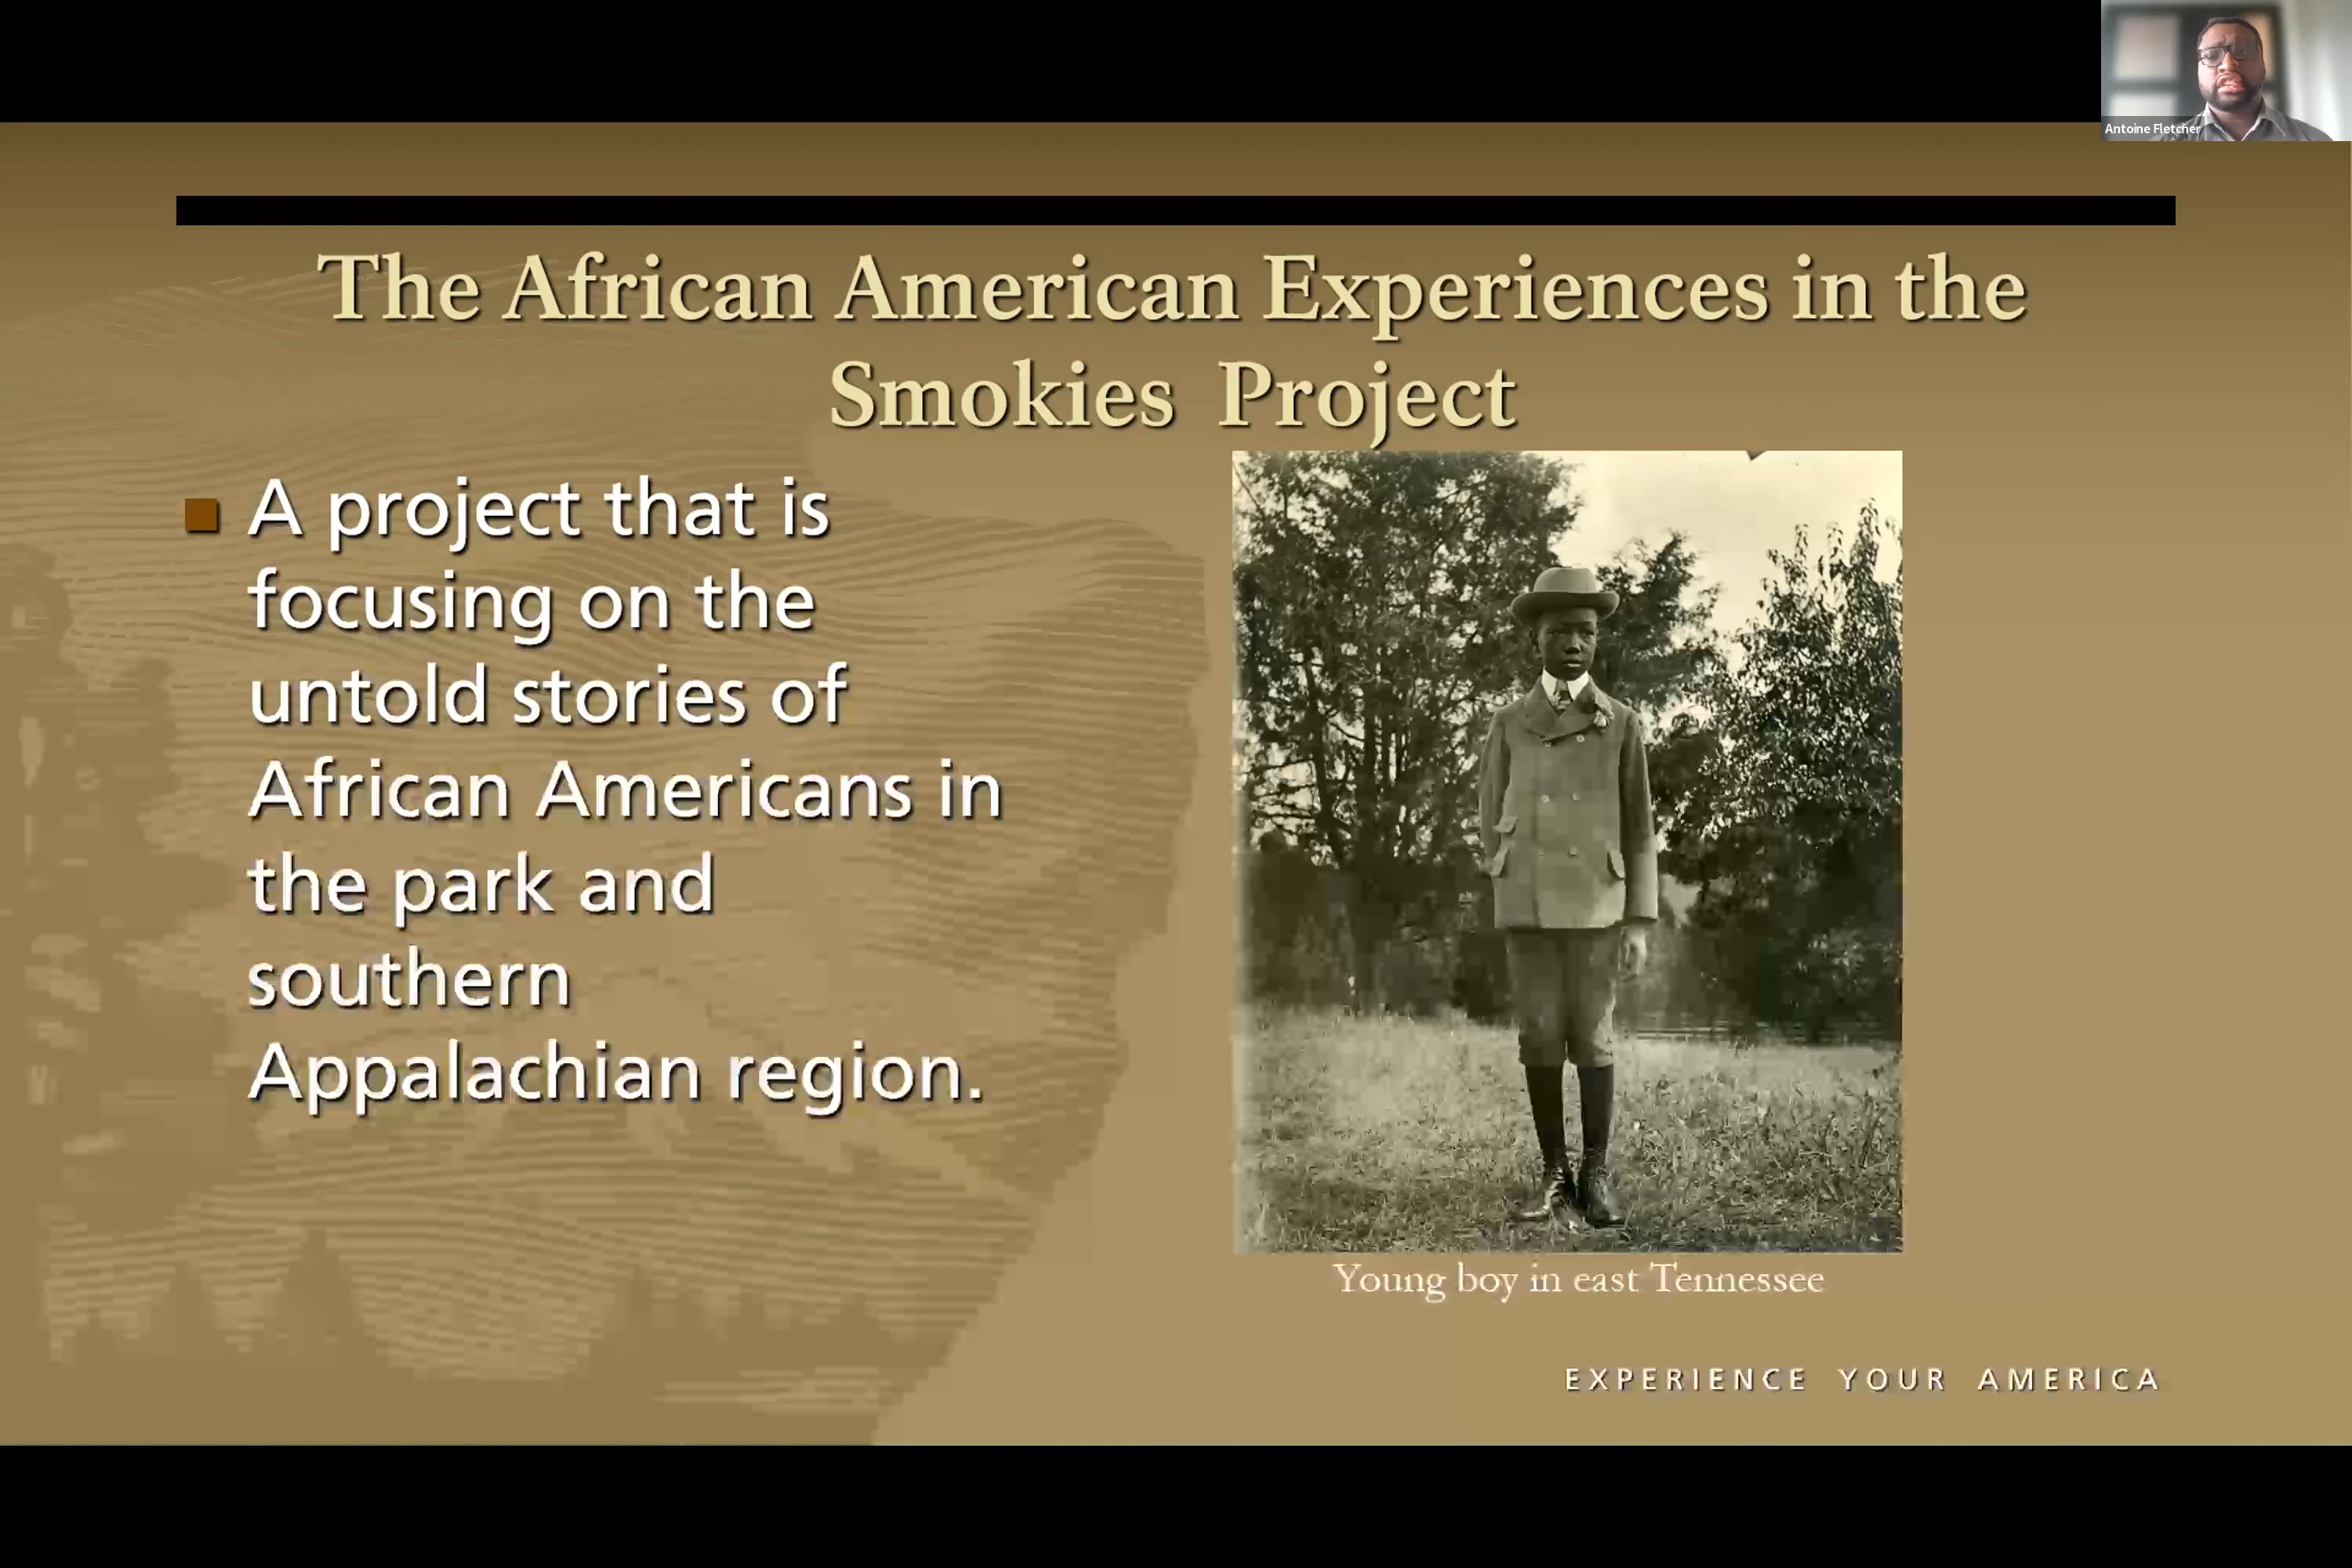 Antoine Fletcher
The African American Experiences in the
Smokies Project
A project that is
focusing on the
untold stories of
African Americans in
the park and
southern
Appalachian region.
Young boy in east Tennessee
EXPERIENCE YOUR AMERICA